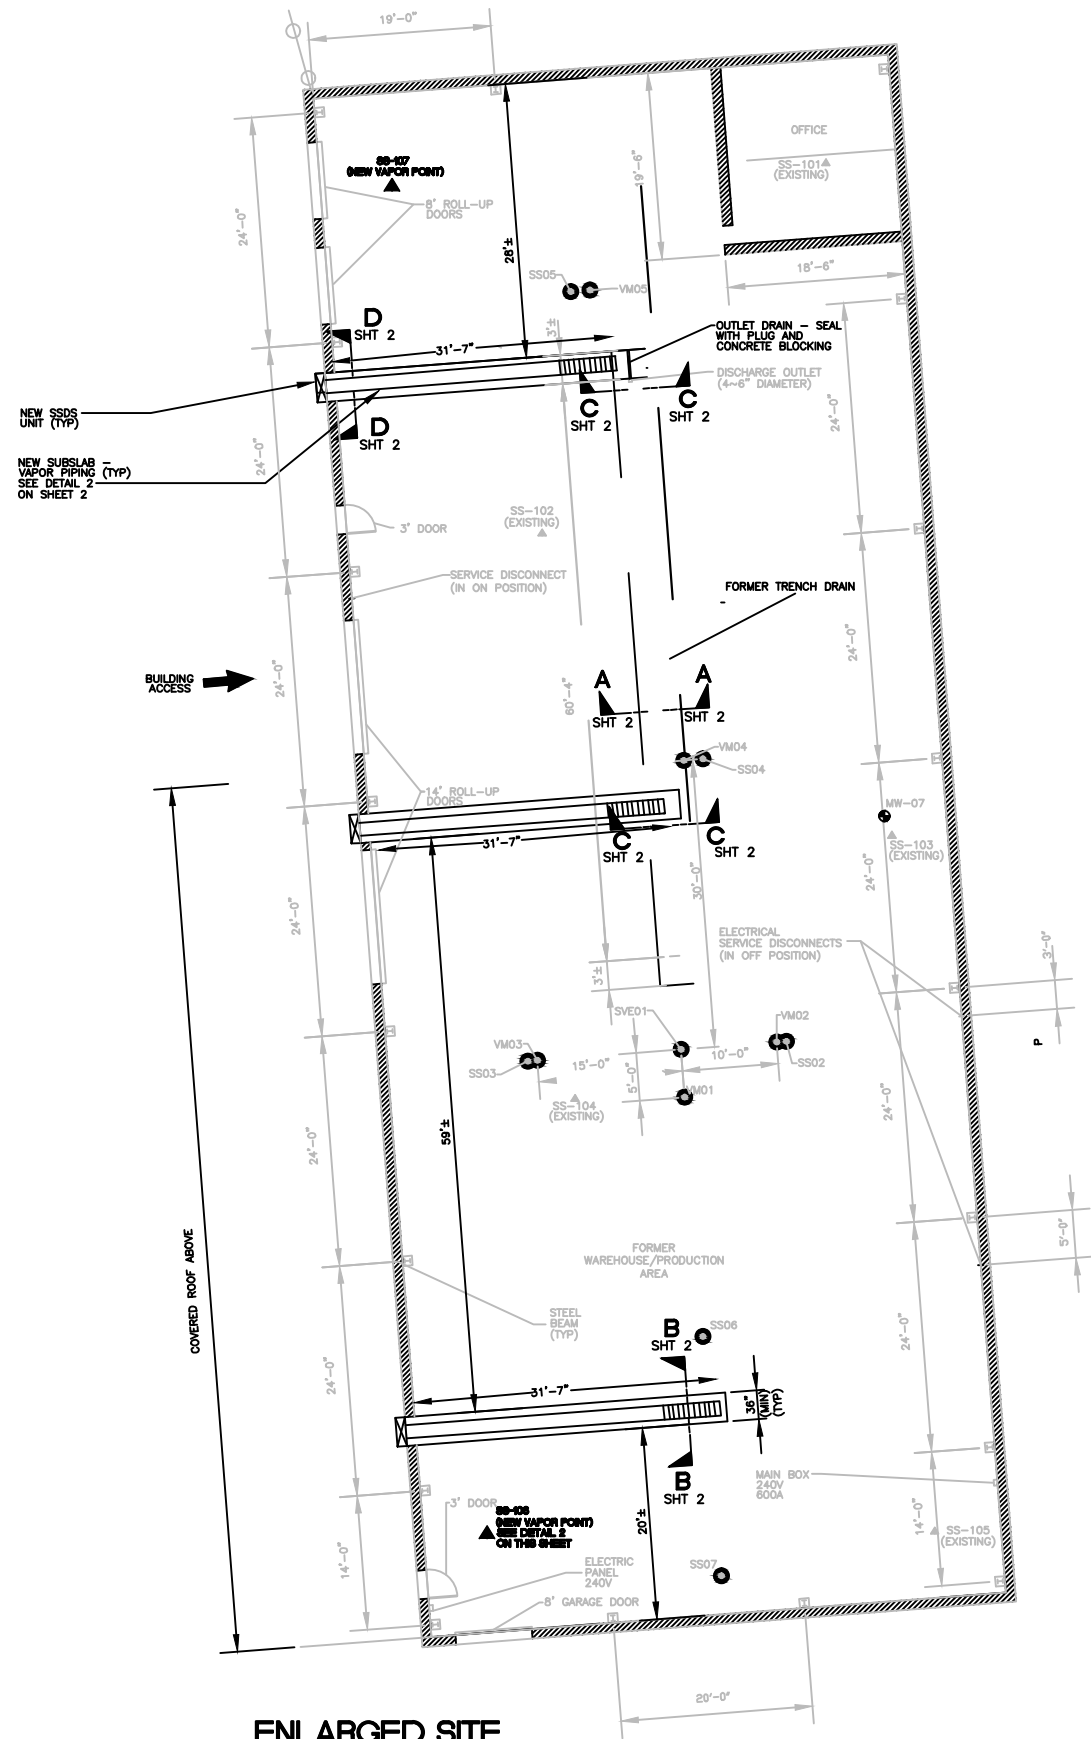 19'-0"
OFFICE
SS-101
(EXISTING)
SS-107
(NEW VAPOR POINT)
8' ROLL-UP
DOORS
24'-0"
19'-6"
28'±
18'-6"
SS05
VM05
D
SHT 2
3'±
OUTLET DRAIN - SEAL
WITH PLUG AND
CONCRETE BLOCKING
31'-7"
DISCHARGE OUTLET
(4~6" DIAMETER)
C
SHT 2
C
SHT 2
D
SHT 2
NEW SSDS
UNIT (TYP)
NEW SUBSLAB -
VAPOR PIPING (TYP)
SEE DETAIL 2
ON SHEET 2
24'-0"
24'-0"
SS-102
(EXISTING)
3' DOOR
SERVICE DISCONNECT
(IN ON POSITION)
FORMER TRENCH DRAIN
24'-0"
BUILDING
ACCESS
24'-0"
60'-4"
A
SHT 2
A
SHT 2
VM04
SS04
14' ROLL-UP
DOORS
MW-07
SS-103
(EXISTING)
C
SHT 2
C
SHT 2
31'-7"
30'-0"
24'-0"
24'-0"
ELECTRICAL
SERVICE DISCONNECTS
(IN OFF POSITION)
3'-0"
3'±
SVE01
VM02
SS02
P
VM03
SS03
15'-0"
10'-0"
5'-0"
VM01
SS-104
(EXISTING)
24'-0"
24'-0"
59'±
COVERED ROOF ABOVE
5'-0"
FORMER
WAREHOUSE/PRODUCTION
AREA
STEEL
BEAM
(TYP)
B
SHT 2
SS06
24'-0"
24'-0"
31'-7"
36"
(MIN)
(TYP)
B
SHT 2
MAIN BOX
240V
600A
3' DOOR
SS-106
(NEW VAPOR POINT)
SEE DETAIL 2
ON THIS SHEET
20'±
14'-0"
14'-0"
SS-105
(EXISTING)
SS07
ELECTRIC
PANEL
240V
8' GARAGE DOOR
20'-0"
ENLARGED SITE